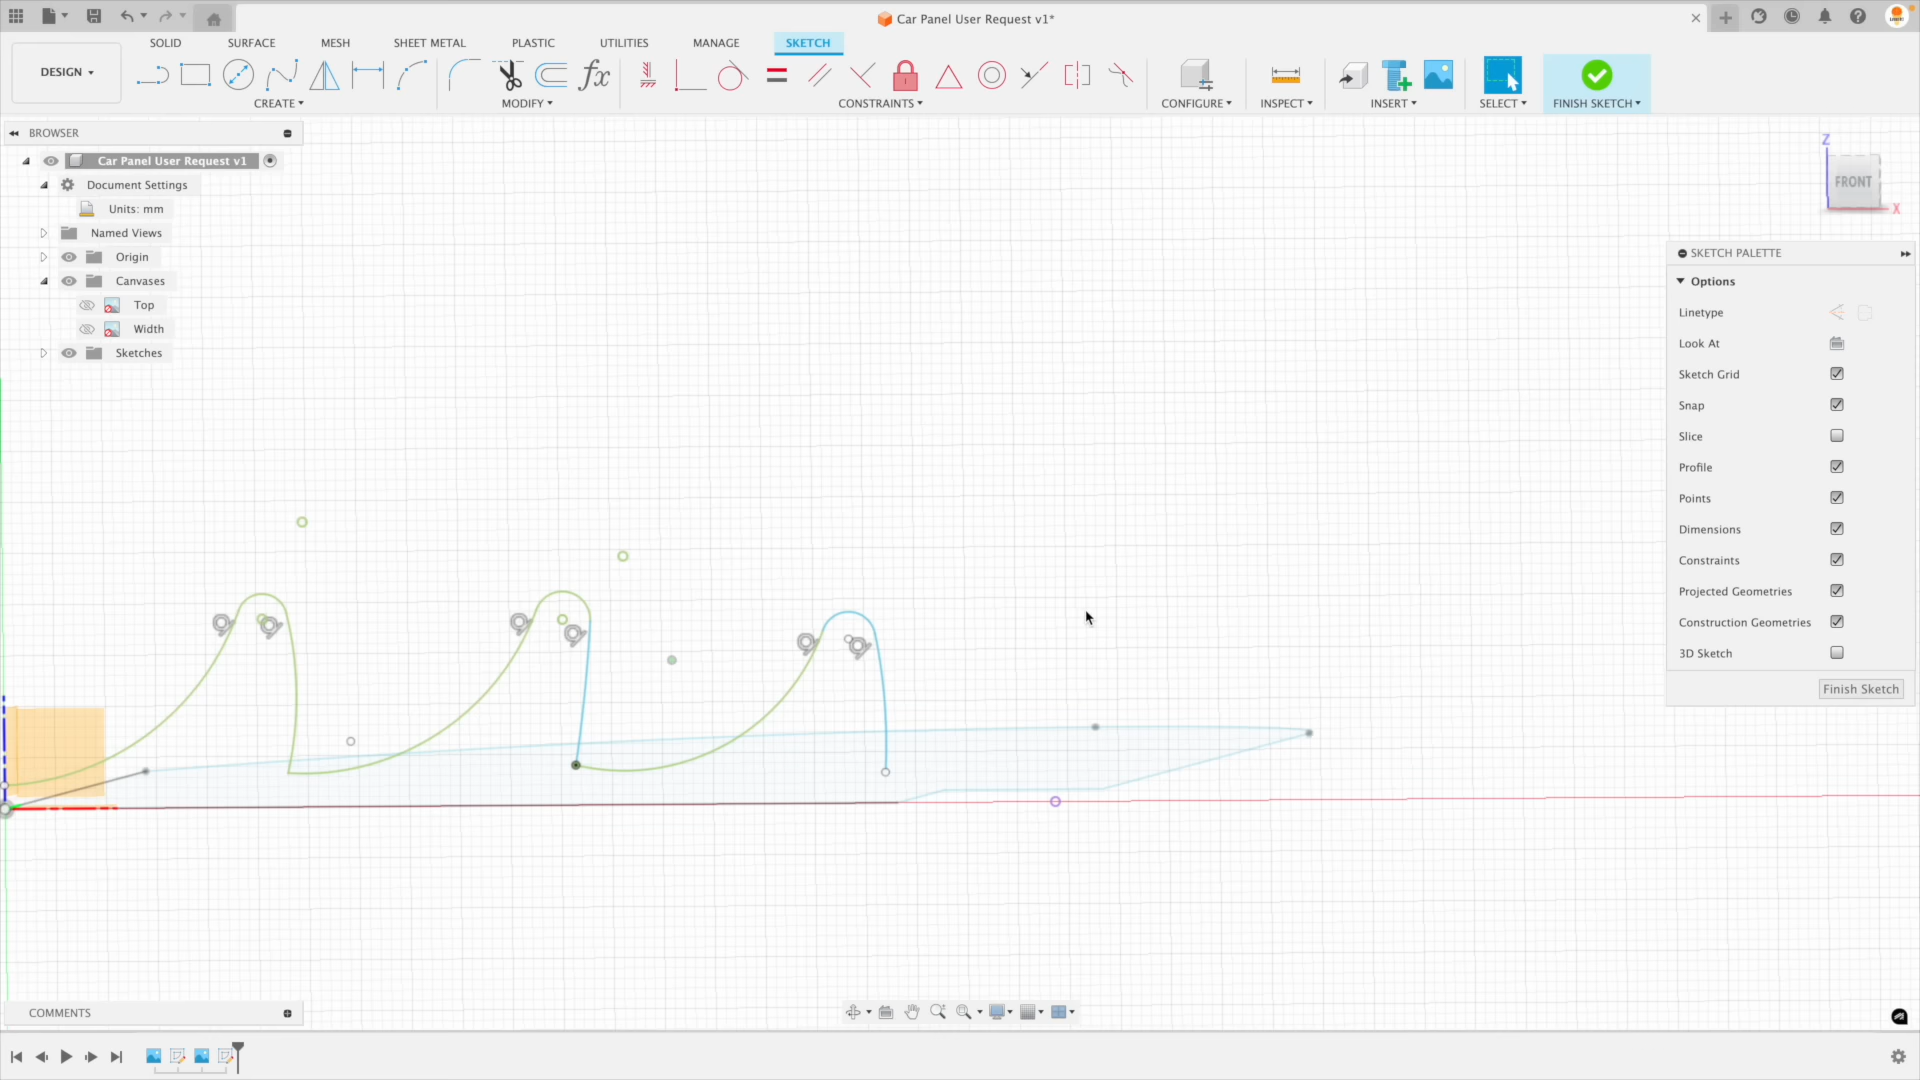 Car Panel User Request v1*
SOLID SURFACE MESH SHEET METAL PLASTIC UTILITIES MANAGE SKETCH
DESIGN
fx
CREATE MODIFY CONSTRAINTS CONFIGURE INSPECT INSERT SELECT FINISH SKETCH
BROWSER
Car Panel User Request v1
Document Settings
Units: mm
Named Views
Origin
Canvases
Top
Width
Sketches
Z
FRONT
X
SKETCH PALETTE
Options
Linetype
Look At
Sketch Grid
Snap
Slice
Profile
Points
Dimensions
Constraints
Projected Geometries
Construction Geometries
3D Sketch
Finish Sketch
COMMENTS